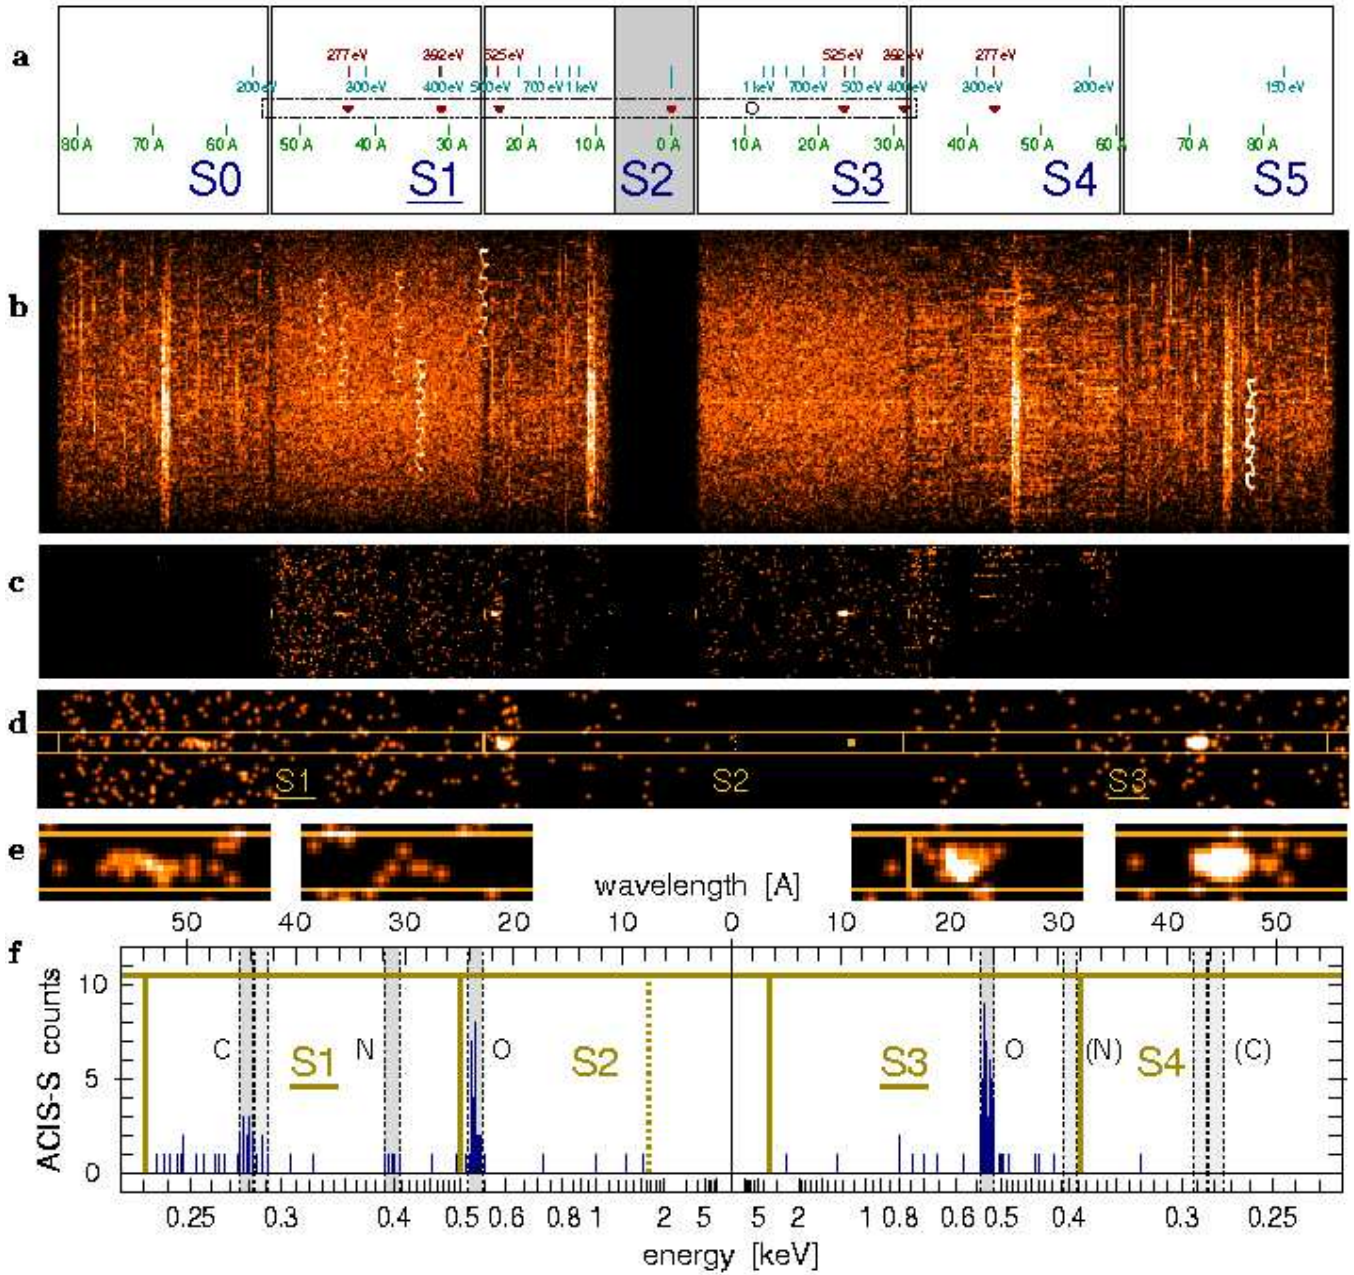 a
277 eV 392 eV 525 eV 525 eV 392 eV 277 eV
200 eV 300 eV 400 eV 500 eV 700 eV 1 keV 1 keV 700 eV 500 eV 400 eV 300 eV 200 eV 150 eV
80 A 70 A 60 A 50 A 40 A 30 A 20 A 10 A 0 A 10 A 20 A 30 A 40 A 50 A 60 A 70 A 80 A
S0 S1 S2 S3 S4 S5
b
c
d
S1 S2 S3
e
wavelength [A]
50 40 30 20 10 0 10 20 30 40 50
f
ACIS-S counts
10
5
0
C S1 N O S2 S3 O (N) S4 (C)
0.25 0.3 0.4 0.5 0.6 0.8 1 2 5 5 2 1 0.8 0.6 0.5 0.4 0.3 0.25
energy [keV]